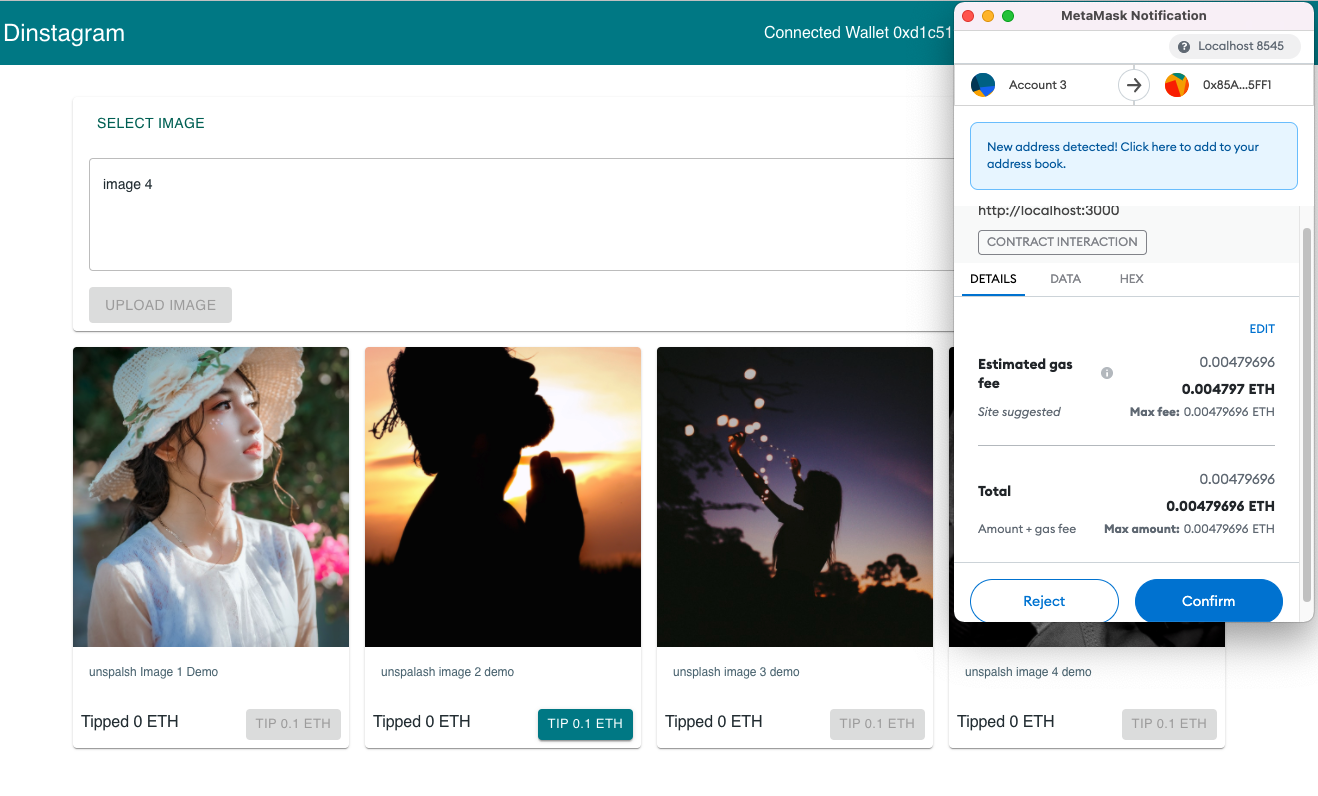 Dinstagram
Connected Wallet 0xd1c51
SELECT IMAGE
image 4
UPLOAD IMAGE
unspalsh Image 1 Demo
Tipped 0 ETH
TIP 0.1 ETH
unspalash image 2 demo
Tipped 0 ETH
TIP 0.1 ETH
unsplash image 3 demo
Tipped 0 ETH
TIP 0.1 ETH
unspalsh image 4 demo
Tipped 0 ETH
TIP 0.1 ETH
MetaMask Notification
Localhost 8545
Account 3
0x85A...5FF1
New address detected! Click here to add to your
address book.
http://localhost:3000
CONTRACT INTERACTION
DETAILS DATA HEX
EDIT
Estimated gas
fee
Site suggested
0.00479696
0.004797 ETH
Max fee: 0.00479696 ETH
Total
Amount + gas fee
0.00479696
0.00479696 ETH
Max amount: 0.00479696 ETH
Reject
Confirm